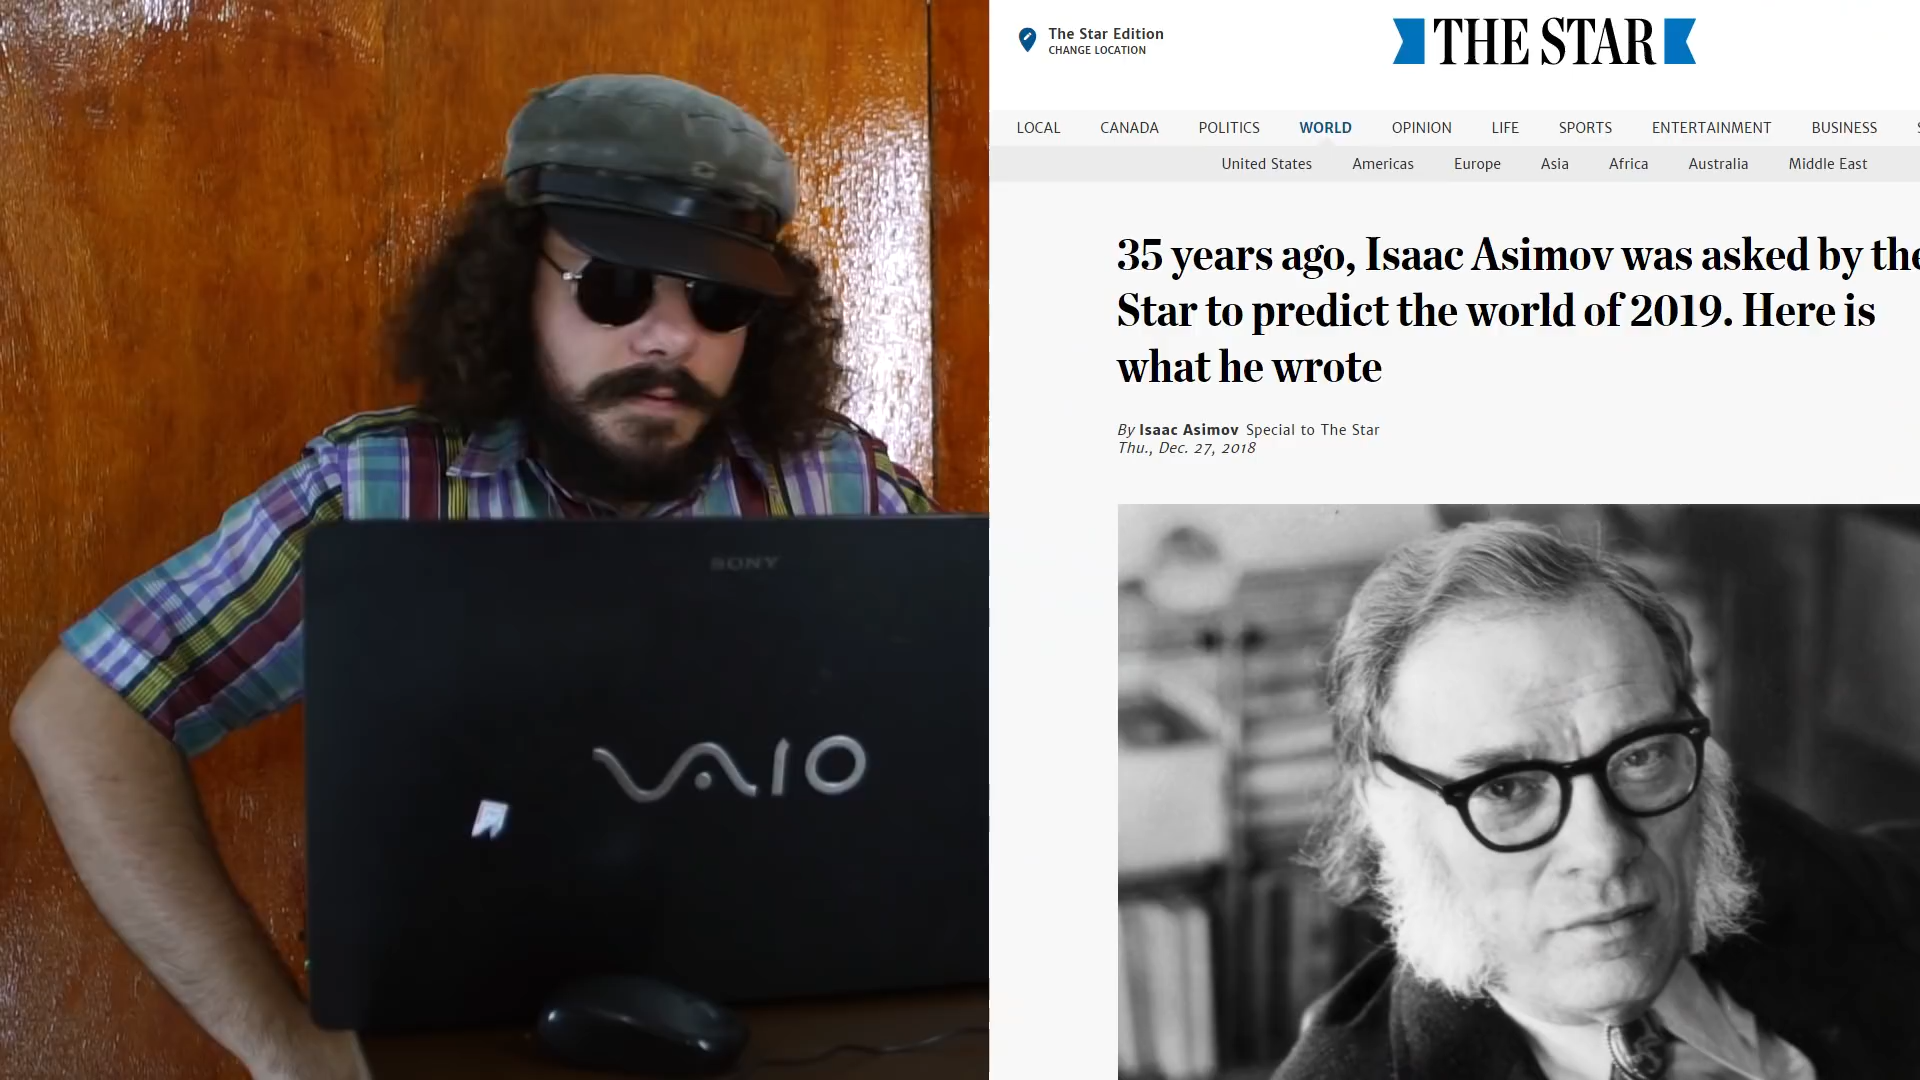 SONY
VAIO
The Star Edition
CHANGE LOCATION
THE STAR
LOCAL CANADA POLITICS WORLD OPINION LIFE SPORTS ENTERTAINMENT BUSINESS
United States Americas Europe Asia Africa Australia Middle East
35 years ago, Isaac Asimov was asked by the
Star to predict the world of 2019. Here is
what he wrote
By Isaac Asimov Special to The Star
Thu., Dec. 27, 2018